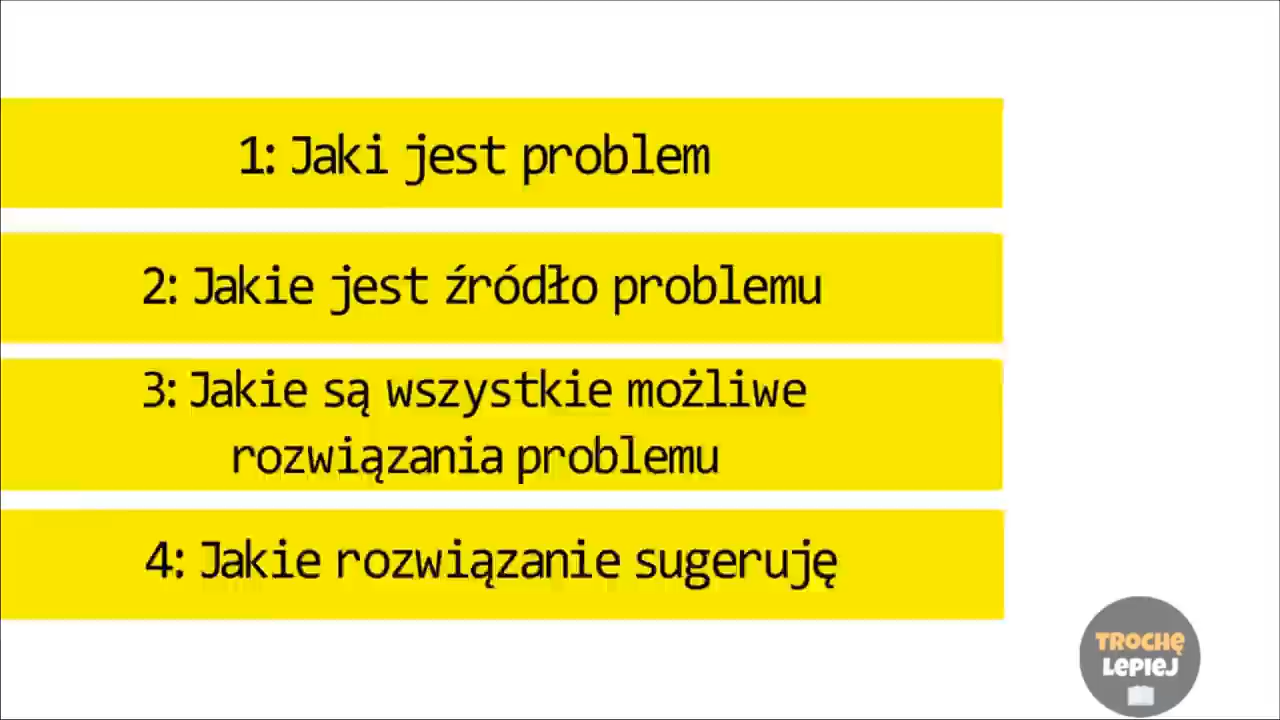 1: Jaki jest problem
2: Jakie jest źródło problemu
3: Jakie są wszystkie możliwe
rozwiązania problemu
4: Jakie rozwiązanie sugeruję
TROCHĘ
LEPIEJ